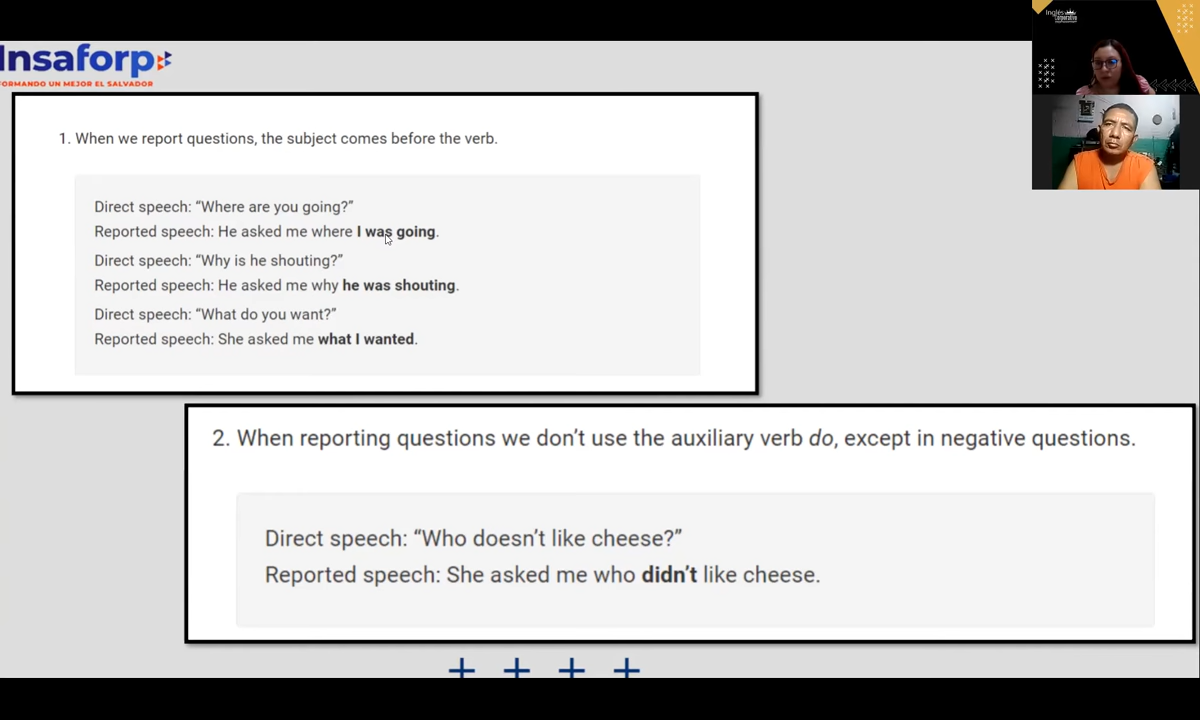 Insaforp
FORMANDO UN MEJOR EL SALVADOR
Inglés
Corporativo
1. When we report questions, the subject comes before the verb.
Direct speech: “Where are you going?”
Reported speech: He asked me where I was going.
Direct speech: “Why is he shouting?”
Reported speech: He asked me why he was shouting.
Direct speech: “What do you want?”
Reported speech: She asked me what I wanted.
2. When reporting questions we don’t use the auxiliary verb do, except in negative questions.
Direct speech: “Who doesn’t like cheese?”
Reported speech: She asked me who didn’t like cheese.